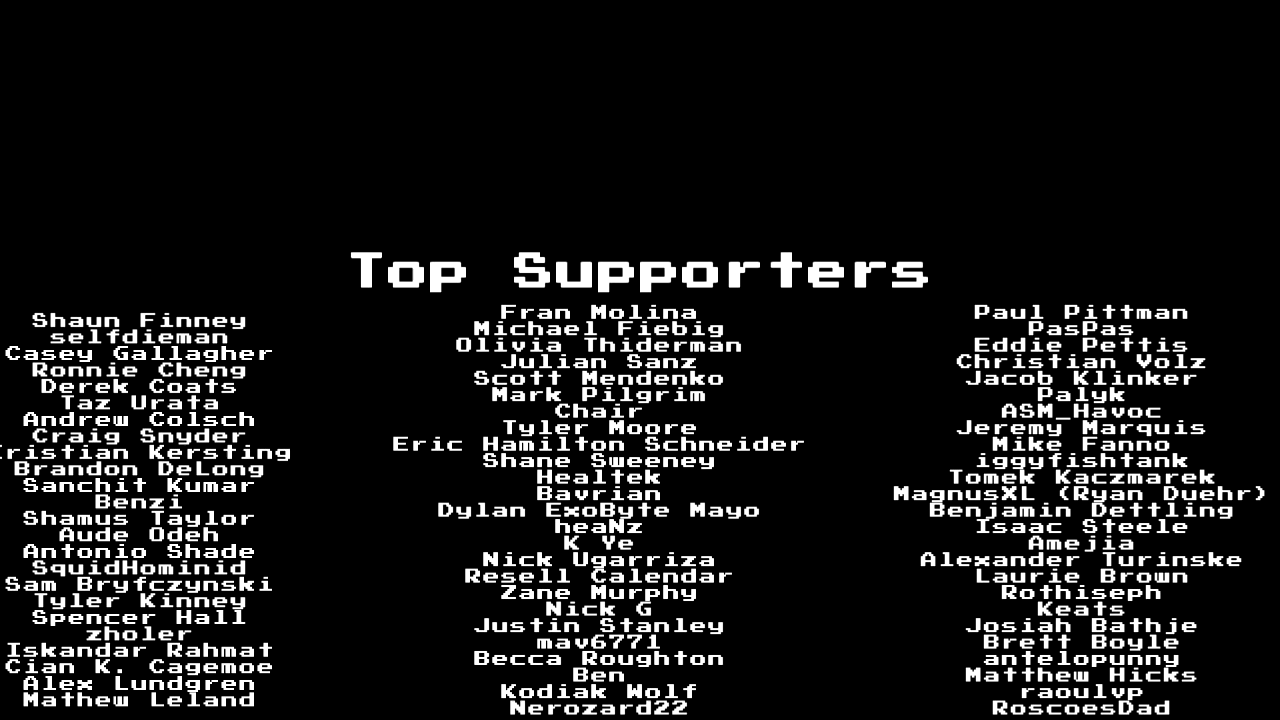 Top Supporters
Shaun Finney
selfdieman
Casey Gallagher
Ronnie Cheng
Derek Coats
Taz Urata
Andrew Colsch
Craig Snyder
ristian Kersting
Brandon DeLong
Sanchit Kumar
Benzi
Shamus Taylor
Aude Odeh
Antonio Shade
SquidHominid
Sam Bryfczynski
Tyler Kinney
Spencer Hall
zholer
Iskandar Rahmat
Cian K. Cagemoe
Alex Lundgren
Mathew Leland
Fran Molina
Michael Fiebig
Olivia Thiderman
Julian Sanz
Scott Mendenko
Mark Pilgrim
Chair
Tyler Moore
Eric Hamilton Schneider
Shane Sweeney
Healtek
Bavrian
Dylan ExoByte Mayo
heaNz
K Ye
Nick Ugarriza
Resell Calendar
Zane Murphy
Nick G
Justin Stanley
mav6771
Becca Roughton
Ben
Kodiak Wolf
Nerozard22
Paul Pittman
PasPas
Eddie Pettis
Christian Volz
Jacob Klinker
Palyk
ASM_Havoc
Jeremy Marquis
Mike Fanno
iggyfishtank
Tomek Kaczmarek
MagnusXL (Ryan Duehr)
Benjamin Dettling
Isaac Steele
Amejia
Alexander Turinske
Laurie Brown
Rothiseph
Keats
Josiah Bathje
Brett Boyle
antelopunny
Matthew Hicks
raoulvp
RoscoesDad